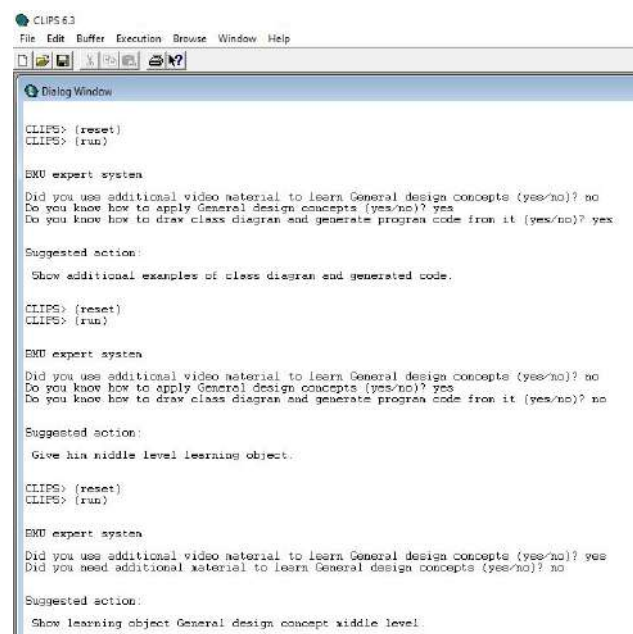 CLIPS 6.3
File Edit Buffer Execution Browse Window Help
Dialog Window
CLIPS> (reset)
CLIPS> (run)
BMU expert system
Did you use additional video material to learn General design concepts (yes/no)? no
Do you know how to apply General design concepts (yes/no)? yes
Do you know how to draw class diagram and generate program code from it (yes/no)? yes
Suggested action:
Show additional examples of class diagram and generated code.
CLIPS> (reset)
CLIPS> (run)
BMU expert system
Did you use additional video material to learn General design concepts (yes/no)? no
Do you know how to apply General design concepts (yes/no)? yes
Do you know how to draw class diagram and generate program code from it (yes/no)? no
Suggested action:
Give him middle level learning object.
CLIPS> (reset)
CLIPS> (run)
BMU expert system
Did you use additional video material to learn General design concepts (yes/no)? yes
Did you need additional material to learn General design concepts (yes/no)? no
Suggested action:
Show learning object General design concept middle level.